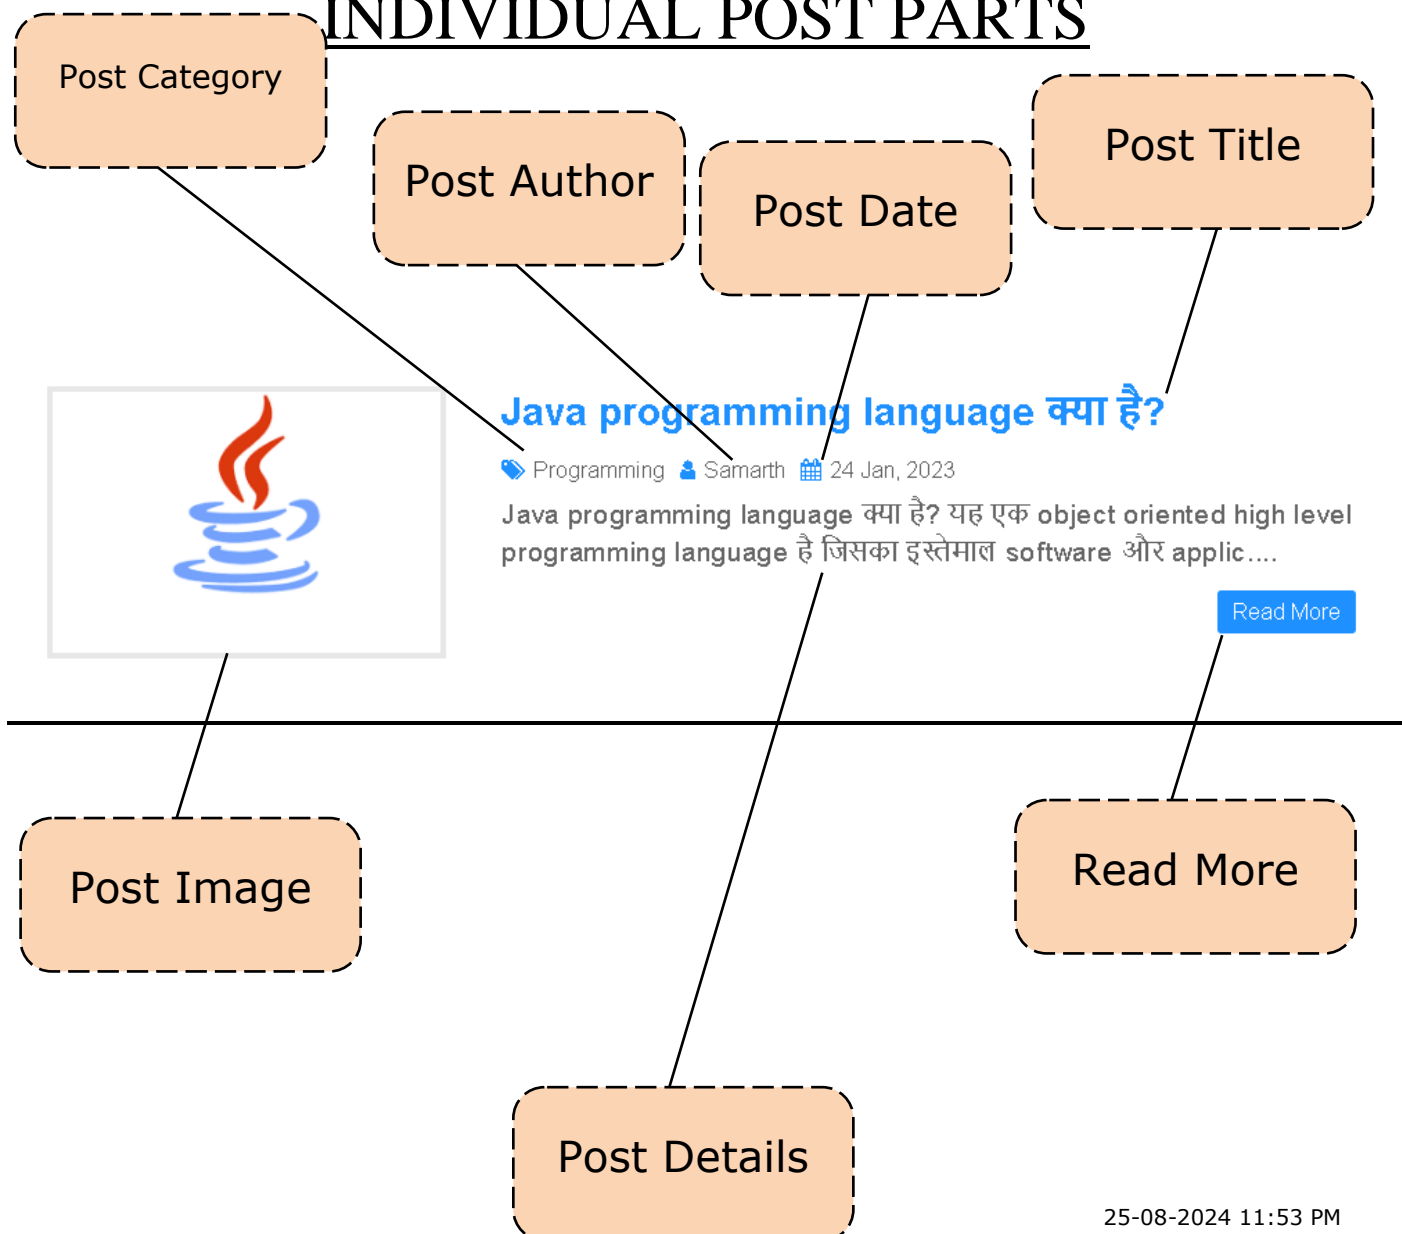 INDIVIDUAL POST PARTS
Post Category
Post Author
Post Date
Post Title
Java programming language क्या है?
Programming Samarth 24 Jan, 2023
Java programming language क्या है? यह एक object oriented high level
programming language है जिसका इस्तेमाल software और applic....
Read More
Post Image
Read More
Post Details
25-08-2024 11:53 PM